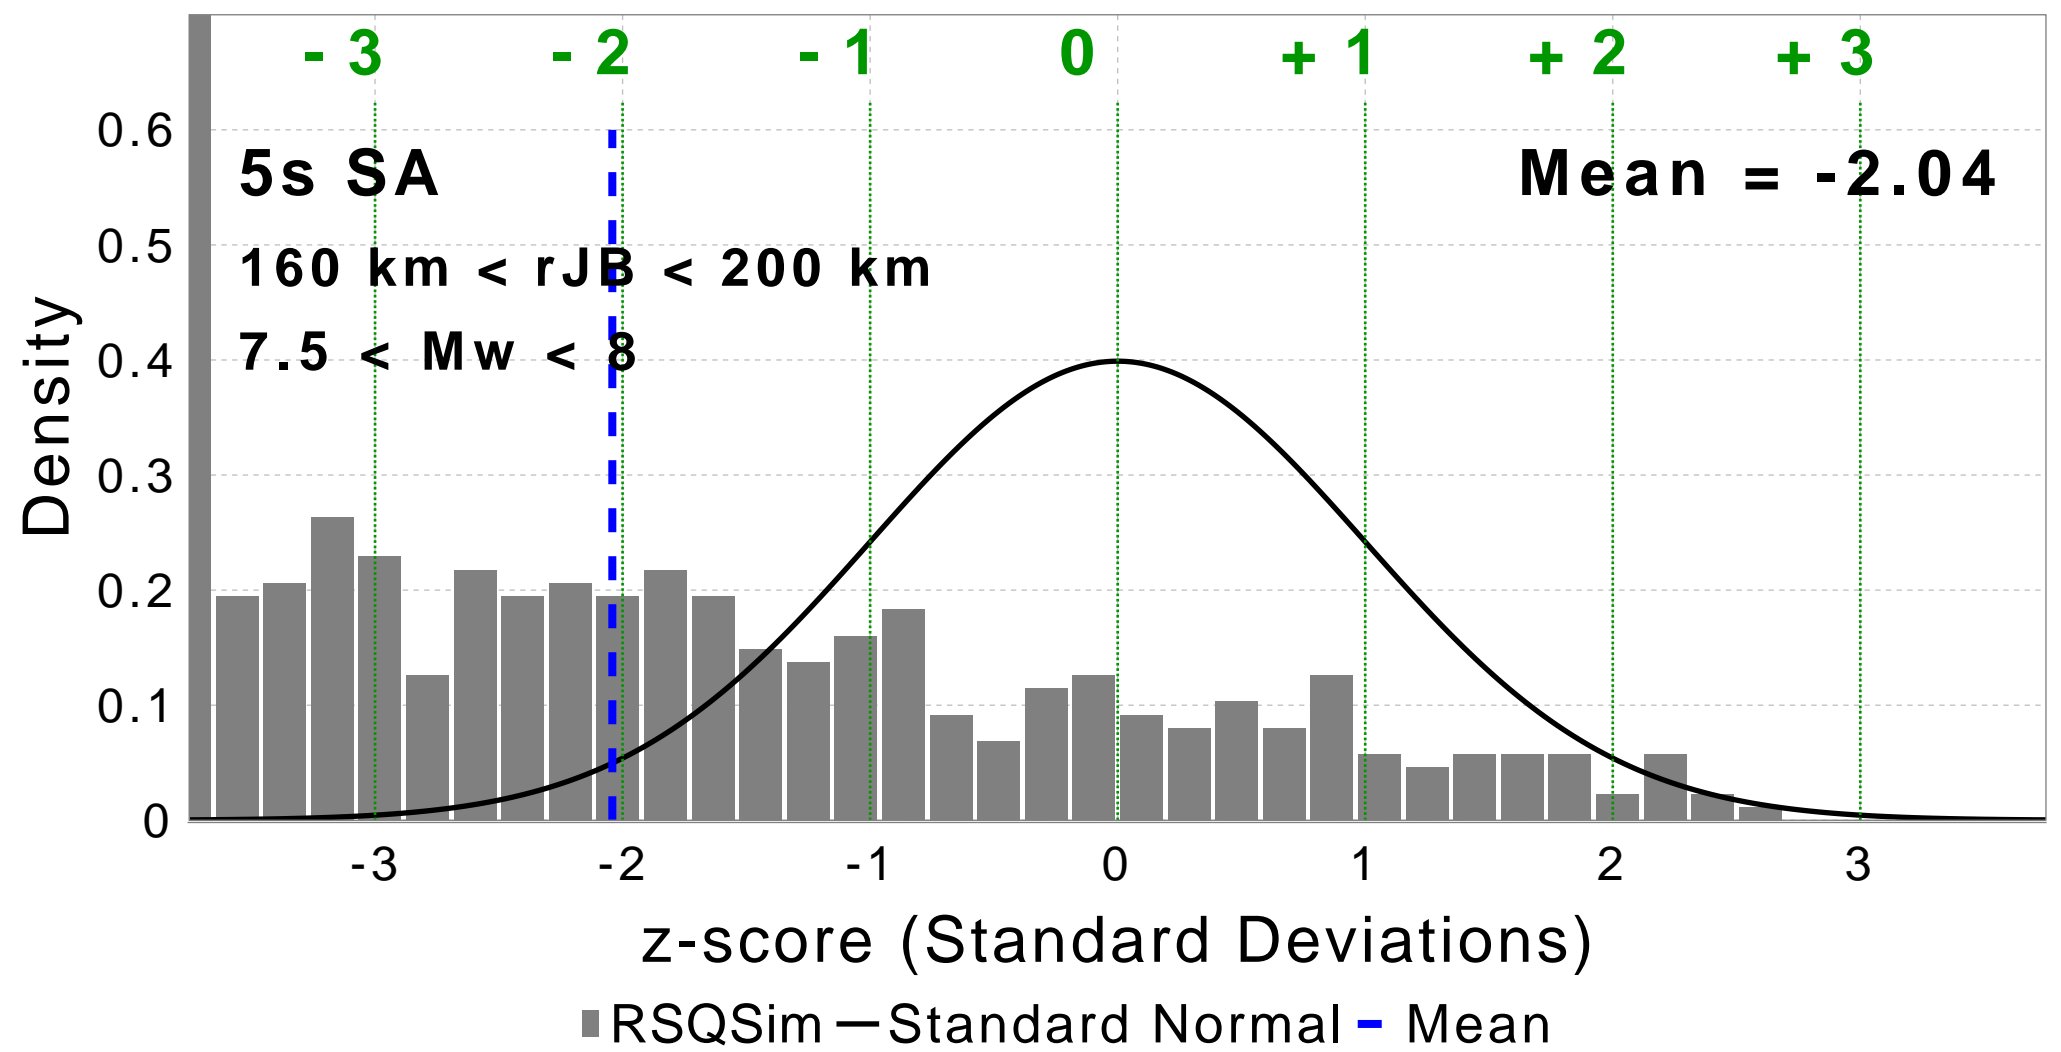 - 3 - 2 - 1 0 + 1 + 2 + 3
0.6
5s SA
Mean = -2.04
0.5
160 km < rJB < 200 km
0.4
7.5 < Mw < 8
0.3
0.2
0.1
0
Density
-3 -2 -1 0 1 2 3
z-score (Standard Deviations)
RSQSim Standard Normal Mean